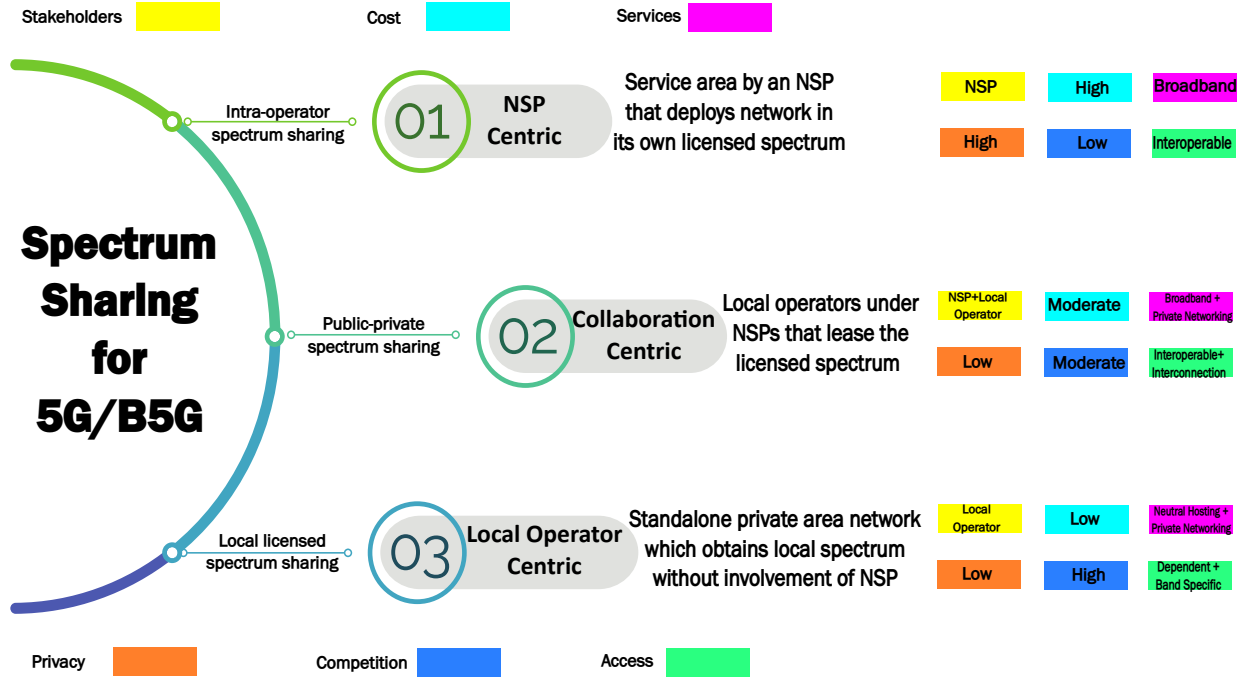 Stakeholders
Cost
Services
Spectrum
Sharing
for
5G/B5G
Intra-operator
spectrum sharing
01
NSP
Centric
Service area by an NSP
that deploys network in
its own licensed spectrum
NSP
High
Broadband
High
Low
Interoperable
Public-private
spectrum sharing
02
Collaboration
Centric
Local operators under
NSPs that lease the
licensed spectrum
NSP+Local
Operator
Moderate
Broadband +
Private Networking
Low
Moderate
Interoperable+
Interconnection
Local licensed
spectrum sharing
03
Local Operator
Centric
Standalone private area network
which obtains local spectrum
without involvement of NSP
Local
Operator
Low
Neutral Hosting +
Private Networking
Low
High
Dependent +
Band Specific
Privacy
Competition
Access